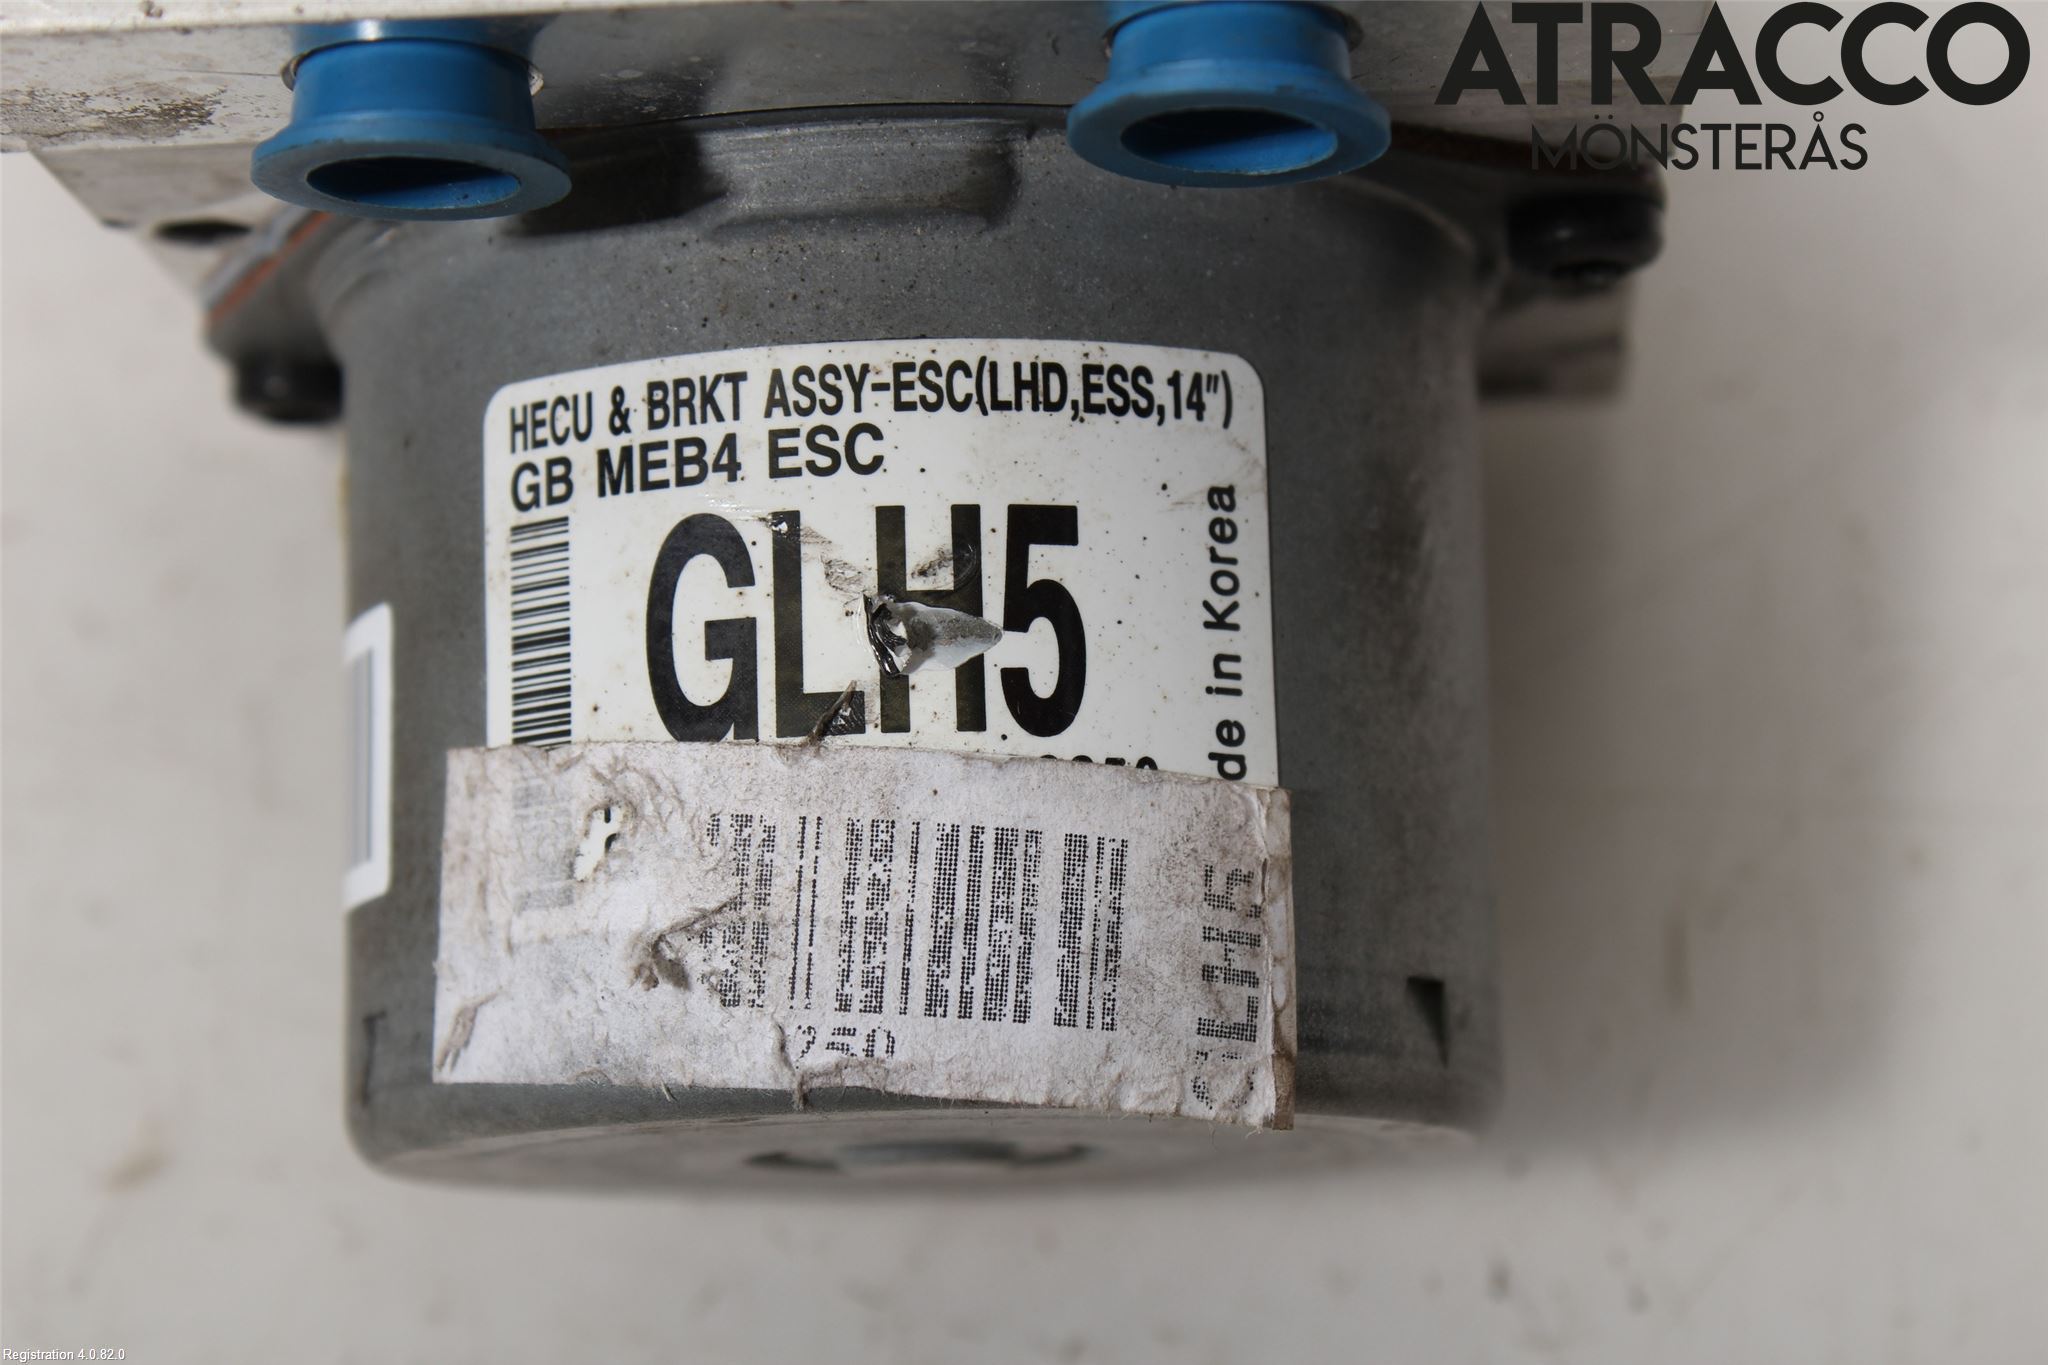 ATRACCO
MÖNSTERÅS
HECU & BRKT ASSY-ESC(LHD,ESS,14")
GB MEB4 ESC
GLH5
in Korea
GLH5
Registration 4.0.82.0